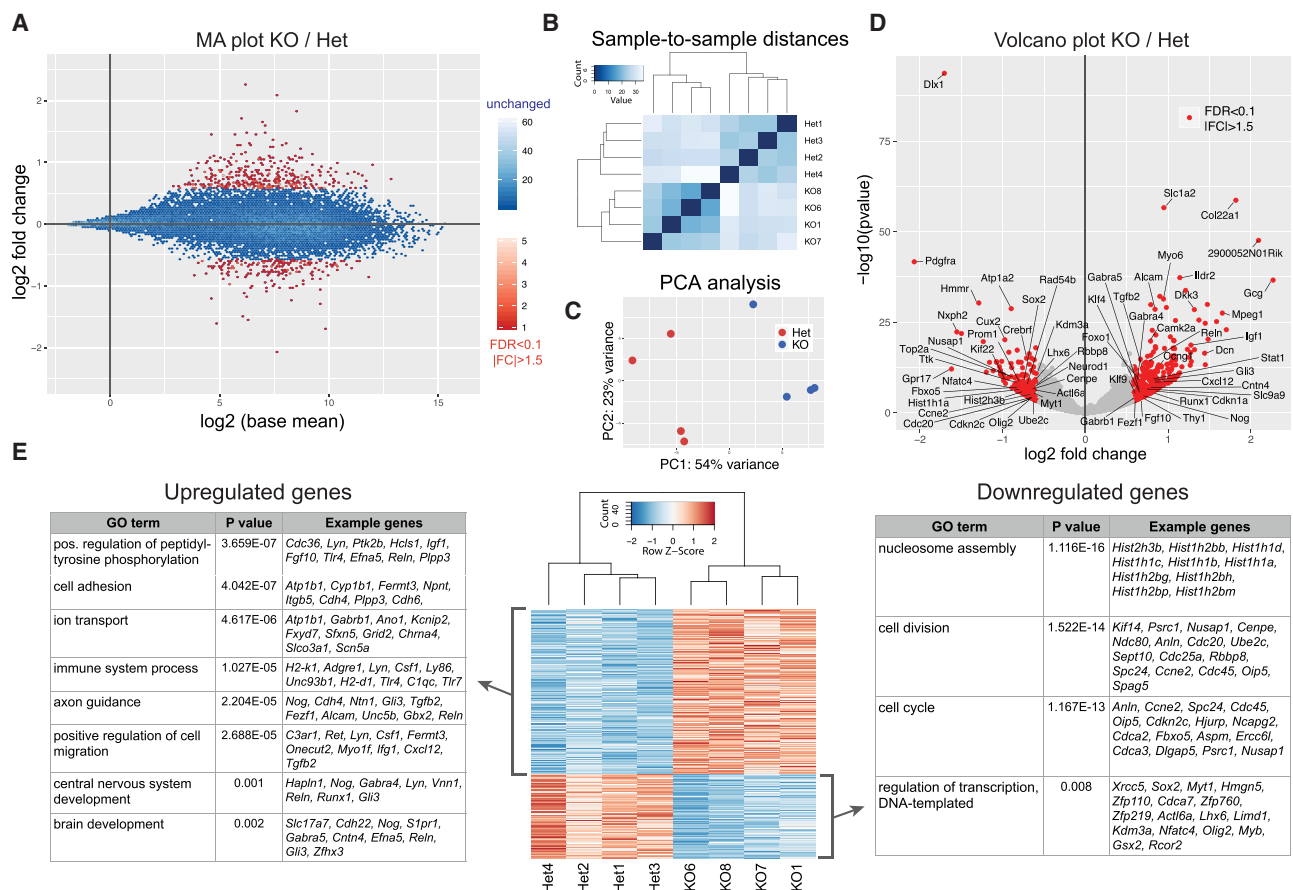 A
MA plot KO / Het
log2 fold change
2
1
0
−1
−2
0
5
10
15
log2 (base mean)
unchanged
60
40
20
5
4
3
2
1
FDR<0.1
|FC|>1.5
B
Sample-to-sample distances
Count
0 6
0 10 20 30
Value
Het1
Het3
Het2
Het4
KO8
KO6
KO1
KO7
C
PCA analysis
Het
KO
PC2: 23% variance
PC1: 54% variance
D
Volcano plot KO / Het
FDR<0.1
|FC|>1.5
−log10(pvalue)
75
50
25
0
−2
−1
0
1
2
log2 fold change
Dlx1
Slc1a2
Col22a1
2900052N01Rik
Myo6
Pdgfra
Atp1a2
Rad54b
Gabra5
Alcam
Ildr2
Gcg
Hmmr
Sox2
Klf4
Tgfb2
Dkk3
Mpeg1
Nxph2
Cux2
Crebrf
Kdm3a
Gabra4
Camk2a
Reln
Igf1
Nusap1
Prom1
Foxo1
Top2a
Kif22
Lhx6
Rbbp8
Ccng1
Dcn
Stat1
Ttk
Neurod1
Gli3
Gpr17
Nfatc4
Cenpe
Klf9
Cxcl12
Cntn4
Fbxo5
Actl6a
Slc9a9
Hist1h1a
Hist2h3b
Myt1
Runx1
Cdkn1a
Ccne2
Olig2
Ube2c
Gabrb1
Fezf1
Fgf10
Thy1
Nog
Cdc20
Cdkn2c
E
Upregulated genes
GO term P value Example genes
pos. regulation of peptidyl- 3.659E-07 Cdc36, Lyn, Ptk2b, Hcls1, Igf1,
tyrosine phosphorylation Fgf10, Tlr4, Efna5, Reln, Plpp3
cell adhesion 4.042E-07 Atp1b1, Cyp1b1, Fermt3, Npnt,
Itgb5, Cdh4, Plpp3, Cdh6,
ion transport 4.617E-06 Atp1b1, Gabrb1, Ano1, Kcnip2,
Fxyd7, Sfxn5, Grid2, Chrna4,
Slco3a1, Scn5a
immune system process 1.027E-05 H2-k1, Adgre1, Lyn, Csf1, Ly86,
Unc93b1, H2-d1, Tlr4, C1qc, Tlr7
axon guidance 2.204E-05 Nog, Cdh4, Ntn1, Gli3, Tgfb2,
Fezf1, Alcam, Unc5b, Gbx2, Reln
positive regulation of cell 2.688E-05 C3ar1, Ret, Lyn, Csf1, Fermt3,
migration Onecut2, Myo1f, Ifg1, Cxcl12,
Tgfb2
central nervous system 0.001 Hapln1, Nog, Gabra4, Lyn, Vnn1,
development Reln, Runx1, Gli3
brain development 0.002 Slc17a7, Cdh22, Nog, S1pr1,
Gabra5, Cntn4, Efna5, Reln,
Gli3, Zfhx3
Count
0 40
−2 −1 0 1 2
Row Z−Score
Het4
Het2
Het1
Het3
KO6
KO8
KO7
KO1
Downregulated genes
GO term P value Example genes
nucleosome assembly 1.116E-16 Hist2h3b, Hist1h2bb, Hist1h1d,
Hist1h1c, Hist1h1b, Hist1h1a,
Hist1h2bg, Hist1h2bh,
Hist1h2bp, Hist1h2bm
cell division 1.522E-14 Kif14, Psrc1, Nusap1, Cenpe,
Ndc80, Anln, Cdc20, Ube2c,
Sept10, Cdc25a, Rbbp8,
Spc24, Ccne2, Cdc45, Oip5,
Spag5
cell cycle 1.167E-13 Anln, Ccne2, Spc24, Cdc45,
Oip5, Cdkn2c, Hjurp, Ncapg2,
Cdca2, Fbxo5, Aspm, Ercc6l,
Cdca3, Dlgap5, Psrc1, Nusap1
regulation of transcription, 0.008 Xrcc5, Sox2, Myt1, Hmgn5,
DNA-templated Zfp110, Cdca7, Zfp760,
Zfp219, Actl6a, Lhx6, Limd1,
Kdm3a, Nfatc4, Olig2, Myb,
Gsx2, Rcor2